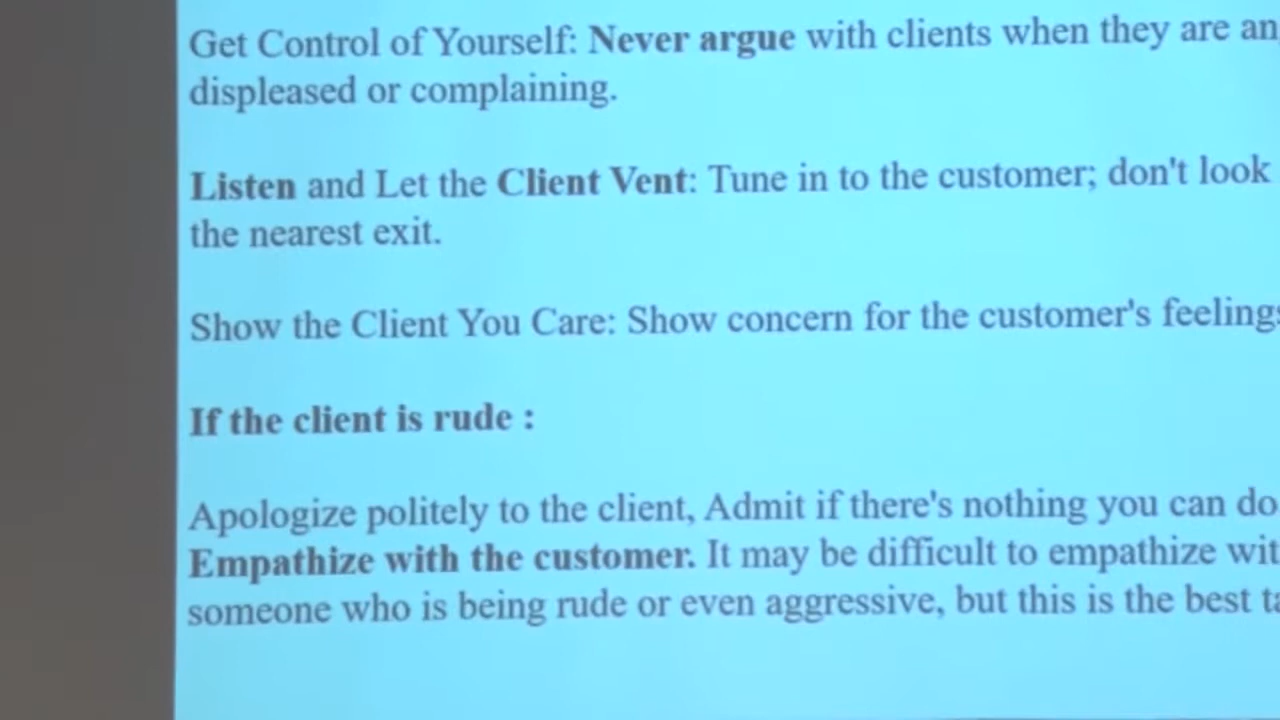 Get Control of Yourself: Never argue with clients when they are
displeased or complaining.
Listen and Let the Client Vent: Tune in to the customer; don't look
the nearest exit.
Show the Client You Care: Show concern for the customer's feelings
If the client is rude :
Apologize politely to the client, Admit if there's nothing you can do
Empathize with the customer. It may be difficult to empathize
someone who is being rude or even aggressive, but this is the best